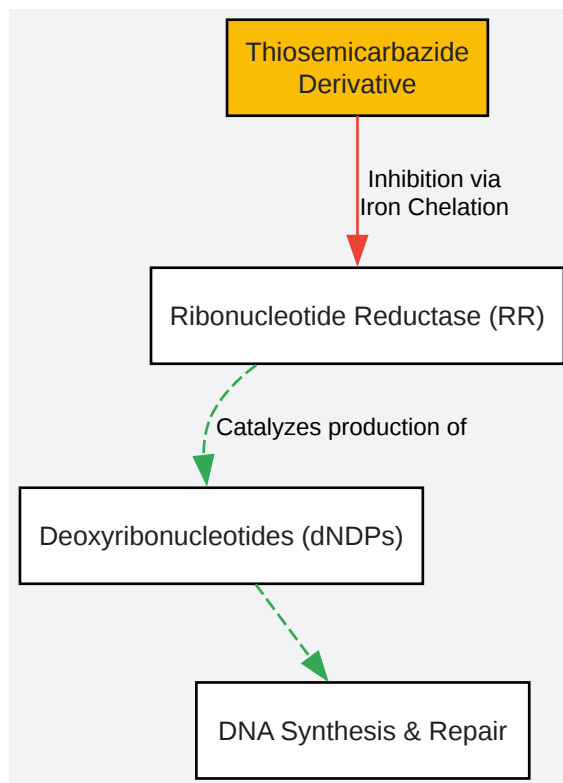 Thiosemicarbazide
Derivative
Inhibition via
Iron Chelation
Ribonucleotide Reductase (RR)
Catalyzes production of
Deoxyribonucleotides (dNDPs)
DNA Synthesis & Repair